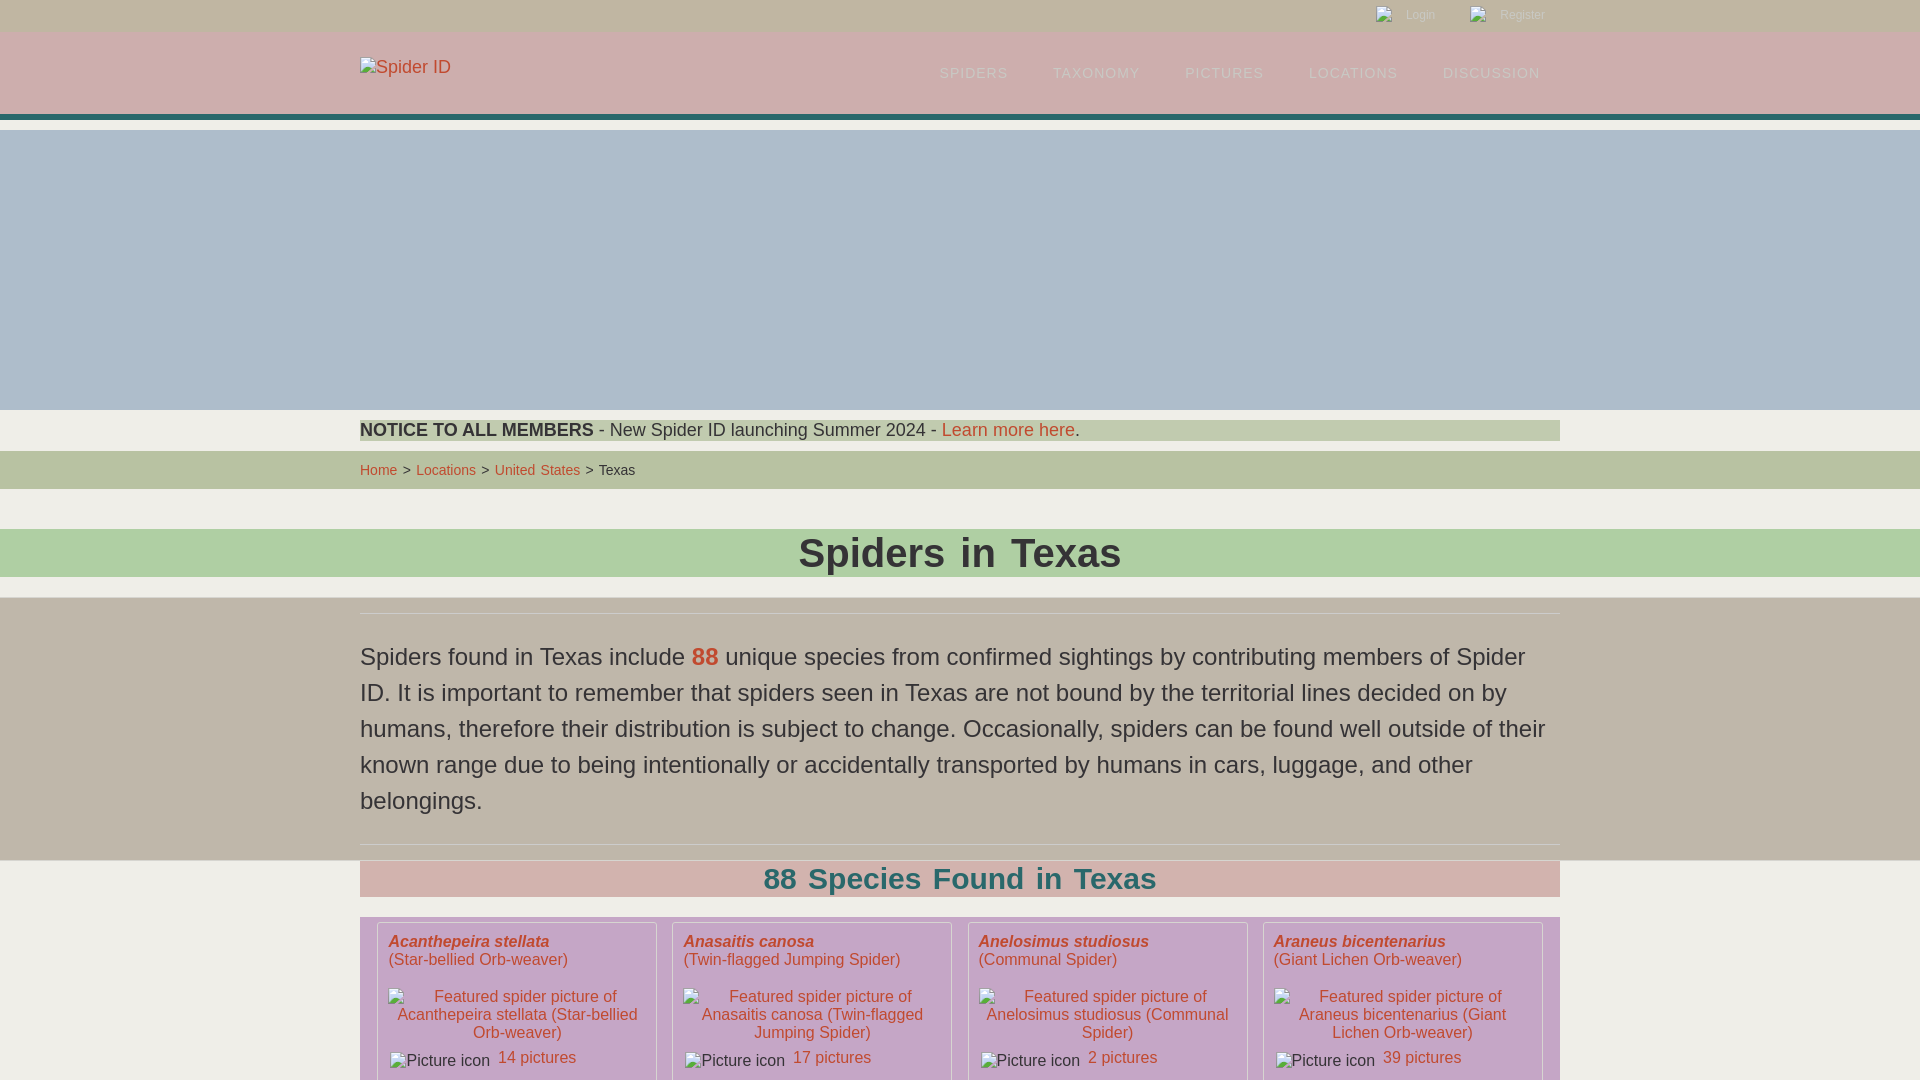 Login Register
Spider ID SPIDERS TAXONOMY PICTURES LOCATIONS DISCUSSION
NOTICE TO ALL MEMBERS - New Spider ID launching Summer 2024 - Learn more here.
Home > Locations > United States > Texas
Spiders in Texas
Spiders found in Texas include 88 unique species from confirmed sightings by contributing members of Spider
ID. It is important to remember that spiders seen in Texas are not bound by the territorial lines decided on by
humans, therefore their distribution is subject to change. Occasionally, spiders can be found well outside of their
known range due to being intentionally or accidentally transported by humans in cars, luggage, and other
belongings.
88 Species Found in Texas
Acanthepeira stellata
(Star-bellied Orb-weaver)
Featured spider picture of
Acanthepeira stellata (Star-bellied
Orb-weaver)
Picture icon 14 pictures
Anasaitis canosa
(Twin-flagged Jumping Spider)
Featured spider picture of
Anasaitis canosa (Twin-flagged
Jumping Spider)
Picture icon 17 pictures
Anelosimus studiosus
(Communal Spider)
Featured spider picture of
Anelosimus studiosus (Communal
Spider)
Picture icon 2 pictures
Araneus bicentenarius
(Giant Lichen Orb-weaver)
Featured spider picture of
Araneus bicentenarius (Giant
Lichen Orb-weaver)
Picture icon 39 pictures